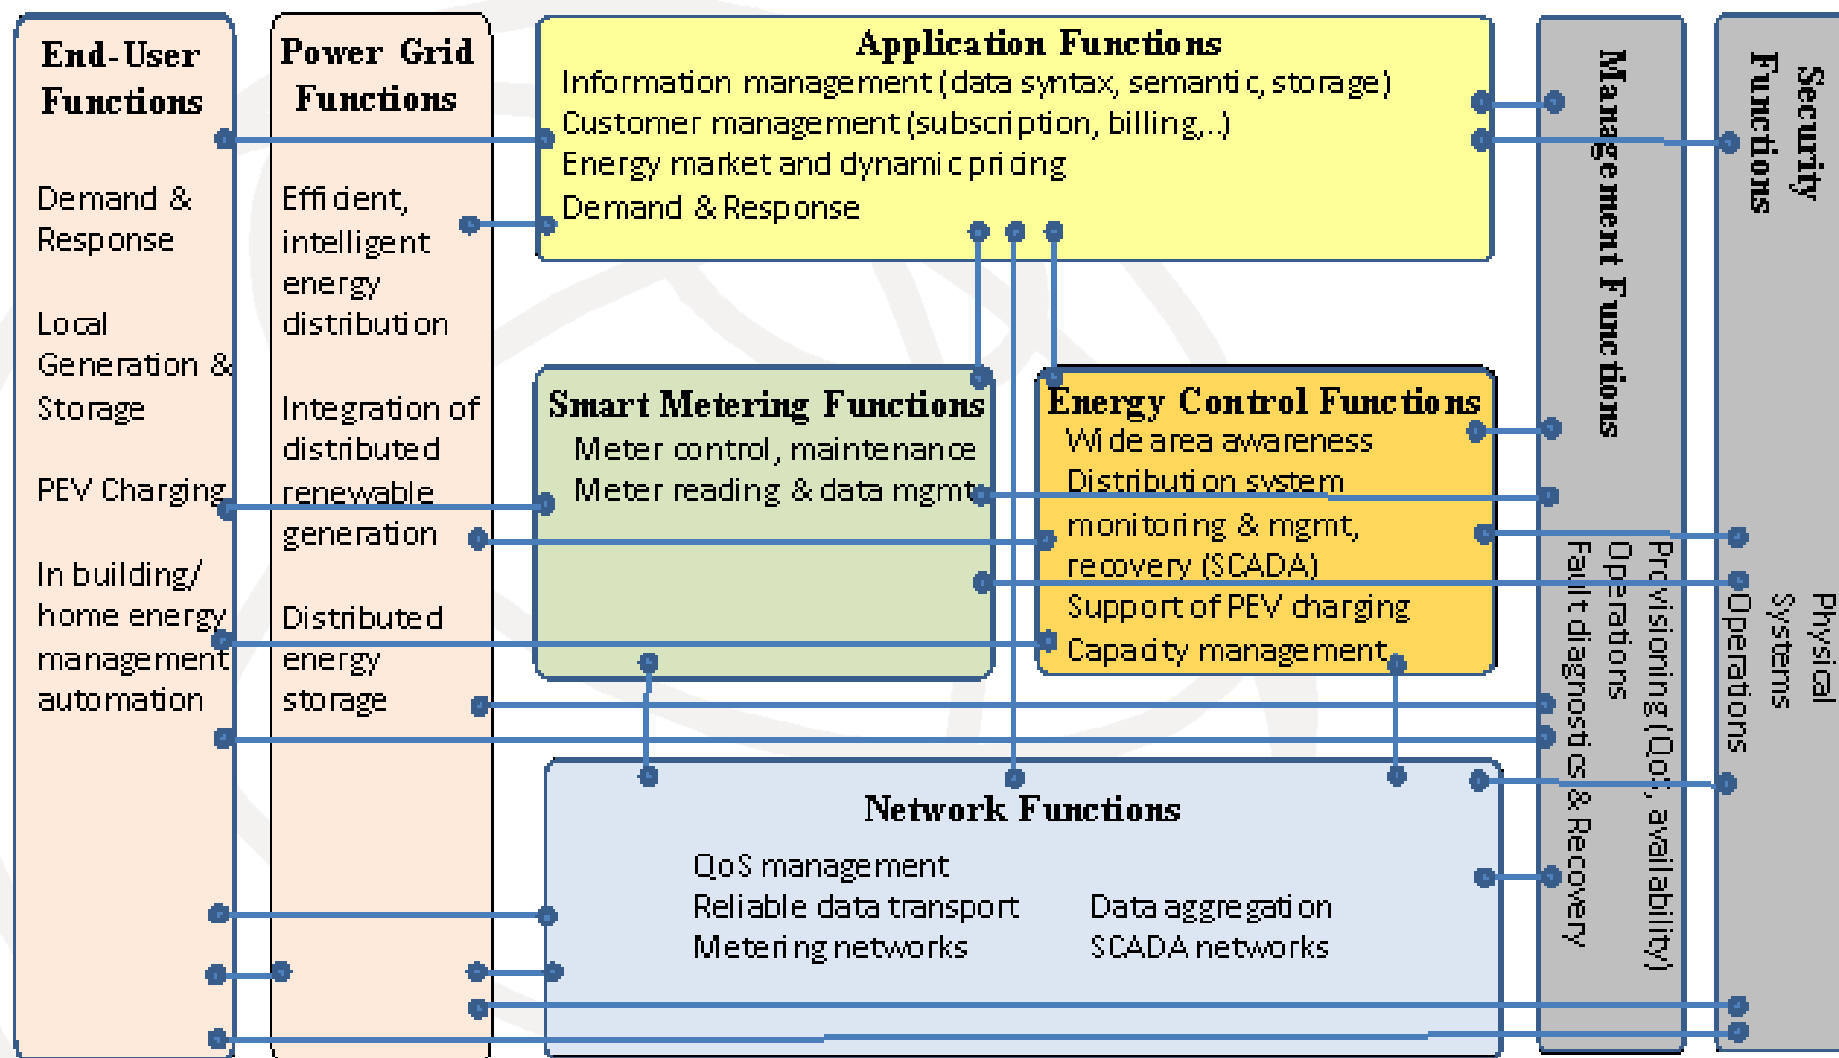 End-User
Functions
Demand &
Response
Local
Generation &
Storage
PEV Charging
In building/
home energy
management
automation
Power Grid
Functions
Efficient,
intelligent
energy
distribution
Integration of
distributed
renewable
generation
Distributed
energy
storage
Application Functions
Information management (data syntax, semantic, storage)
Customer management (subscription, billing,..)
Energy market and dynamic pricing
Demand & Response
Smart Metering Functions
Meter control, maintenance
Meter reading & data mgmt
Energy Control Functions
Wide area awareness
Distribution system
monitoring & mgmt,
recovery (SCADA)
Support of PEV charging
Capacity management
Network Functions
QoS management
Reliable data transport
Metering networks
Data aggregation
SCADA networks
Management Functions
Provisioning (QoS, availability)
Operations
Fault diagnostics & Recovery
Security
Functions
Physical
Systems
Operations